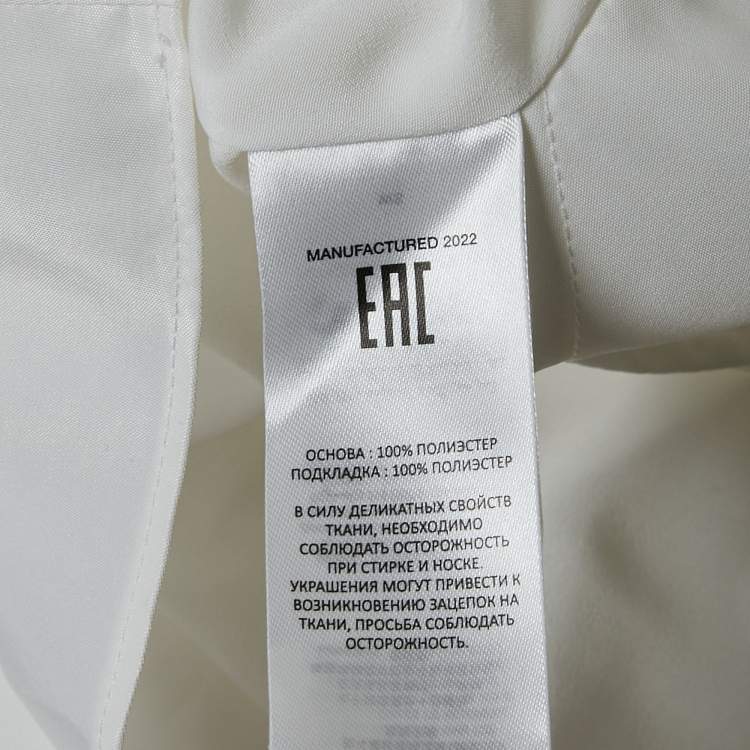 MANUFACTURED 2022
EAC
ОСНОВА : 100% ПОЛИЭСТЕР
ПОДКЛАДКА : 100% ПОЛИЭСТЕР
В СИЛУ ДЕЛИКАТНЫХ СВОЙСТВ
ТКАНИ, НЕОБХОДИМО
СОБЛЮДАТЬ ОСТОРОЖНОСТЬ
ПРИ СТИРКЕ И НОСКЕ.
УКРАШЕНИЯ МОГУТ ПРИВЕСТИ К
ВОЗНИКНОВЕНИЮ ЗАЦЕПОК НА
ТКАНИ, ПРОСЬБА СОБЛЮДАТЬ
ОСТОРОЖНОСТЬ.